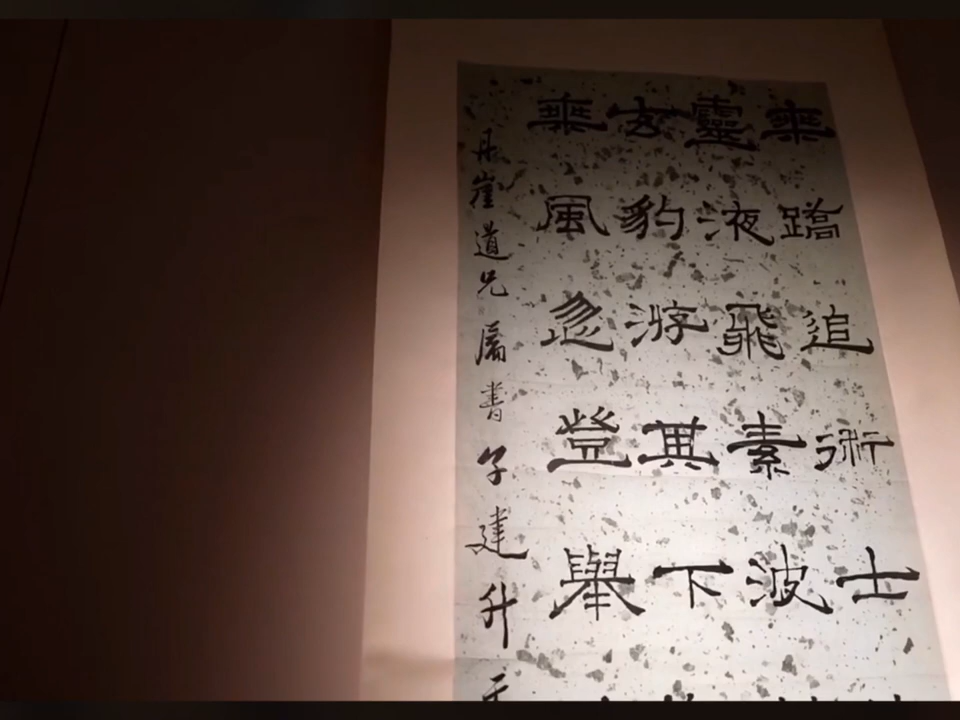 乘蹻追術士
靈液飛素波
玄豹游其下
乘風忽登舉
丹崖道兄屬書子建升